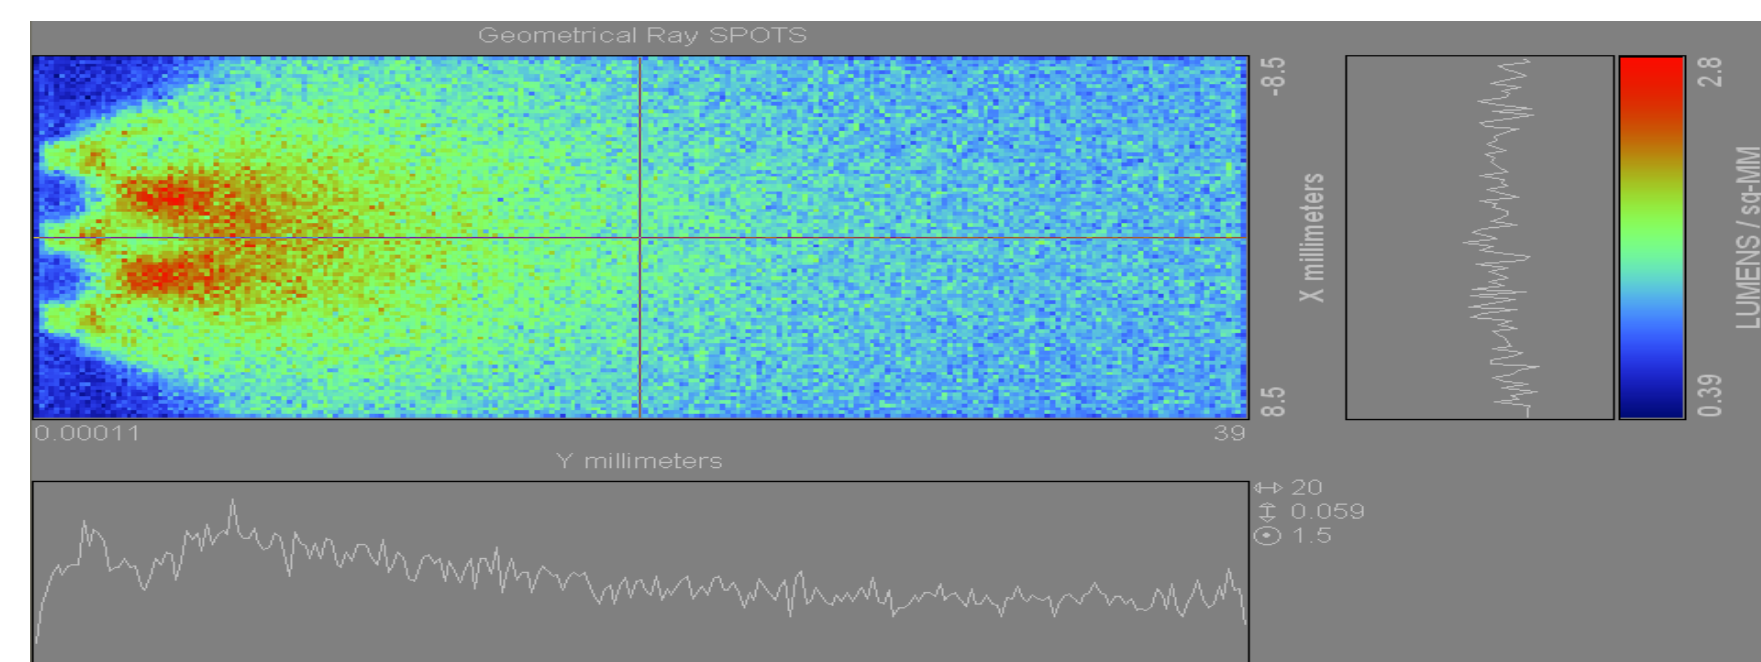 Geometrical Ray SPOTS
-8.5
X millimeters
8.5
2.8
LUMENS / sq-MM
0.39
0.00011
39
Y millimeters
20
0.059
1.5